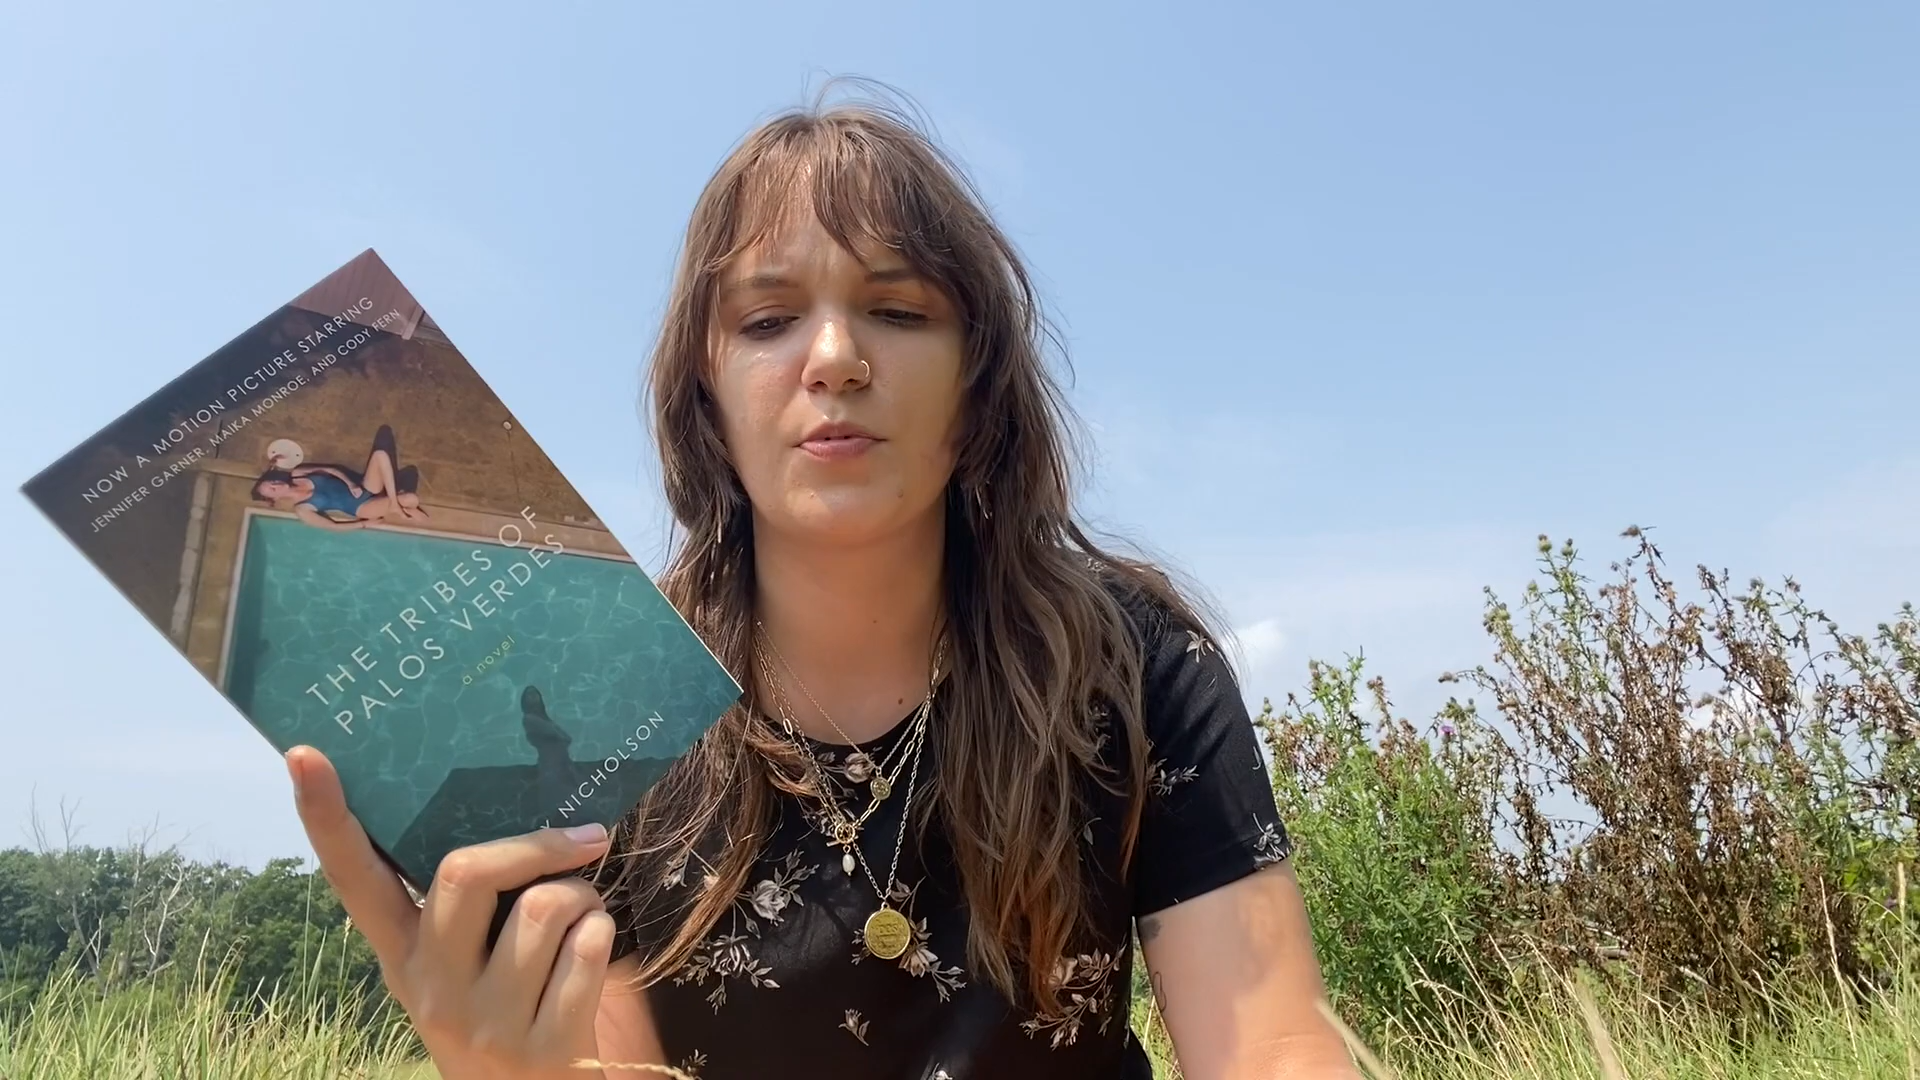 NOW A MOTION PICTURE STARRING
JENNIFER GARNER, MAIKA MONROE, AND CODY FERN
THE TRIBES OF
PALOS VERDES
a novel
NICHOLSON